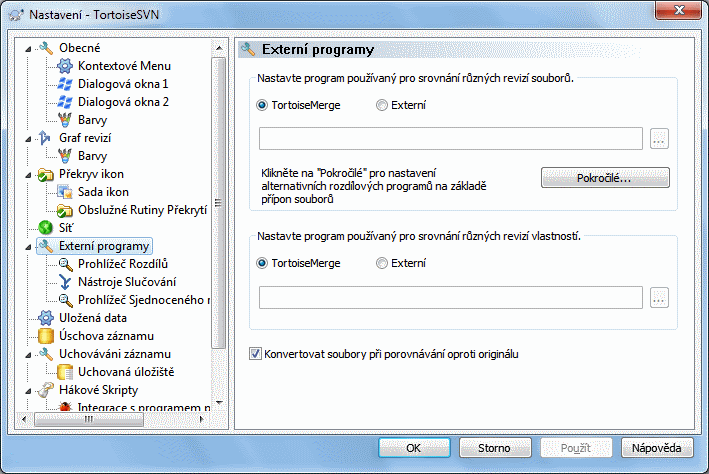 Nastavení - TortoiseSVN
Obecné
Kontextové Menu
Dialogová okna 1
Dialogová okna 2
Barvy
Graf revizí
Barvy
Překryv ikon
Sada ikon
Obslužné Rutiny Překrytí
Síť
Externí programy
Prohlížeč Rozdílů
Nástroje Slučování
Prohlížeč Sjednoceného
Uložená data
Úschova záznamu
Uchovávání záznamu
Uchovaná úložiště
Hákové Skripty
Integrace s programem
Externí programy
Nastavte program používaný pro srovnání různých revizí souborů.
TortoiseMerge
Externí
...
Klikněte na "Pokročilé" pro nastavení
alternativních rozdílových programů na základě
přípon souborů
Pokročilé...
Nastavte program používaný pro srovnání různých revizí vlastností.
TortoiseMerge
Externí
...
Konvertovat soubory při porovnávání oproti originálu
OK
Storno
Použít
Nápověda